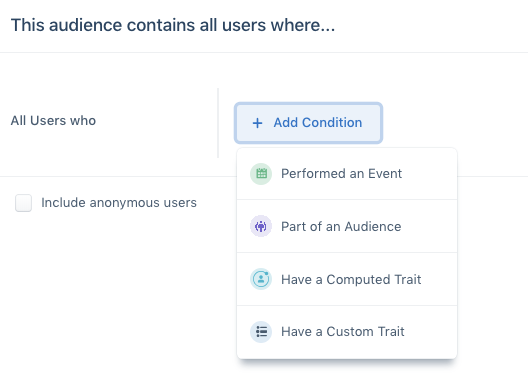 This audience contains all users where...
All Users who
+ Add Condition
Performed an Event
Part of an Audience
Include anonymous users
Have a Computed Trait
Have a Custom Trait